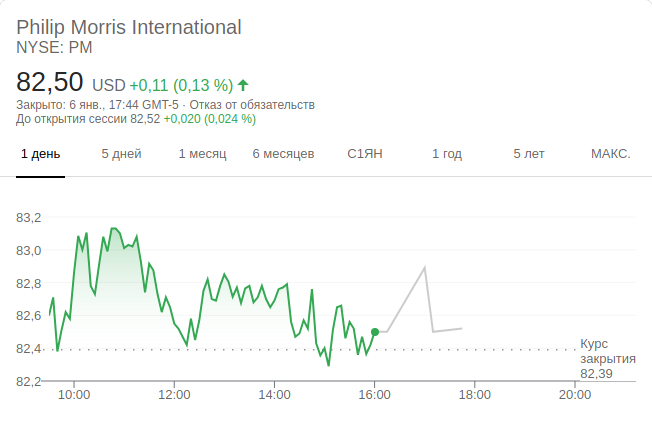 Philip Morris International
NYSE: PM
82,50 USD +0,11 (0,13 %)
Закрыто: 6 янв., 17:44 GMT-5 · Отказ от обязательств
До открытия сессии 82,52 +0,020 (0,024 %)
1 день 5 дней 1 месяц 6 месяцев С1ЯН 1 год 5 лет МАКС.
83,2
83,0
82,8
82,6
82,4
82,2
Курс
закрытия
82,39
10:00 12:00 14:00 16:00 18:00 20:00